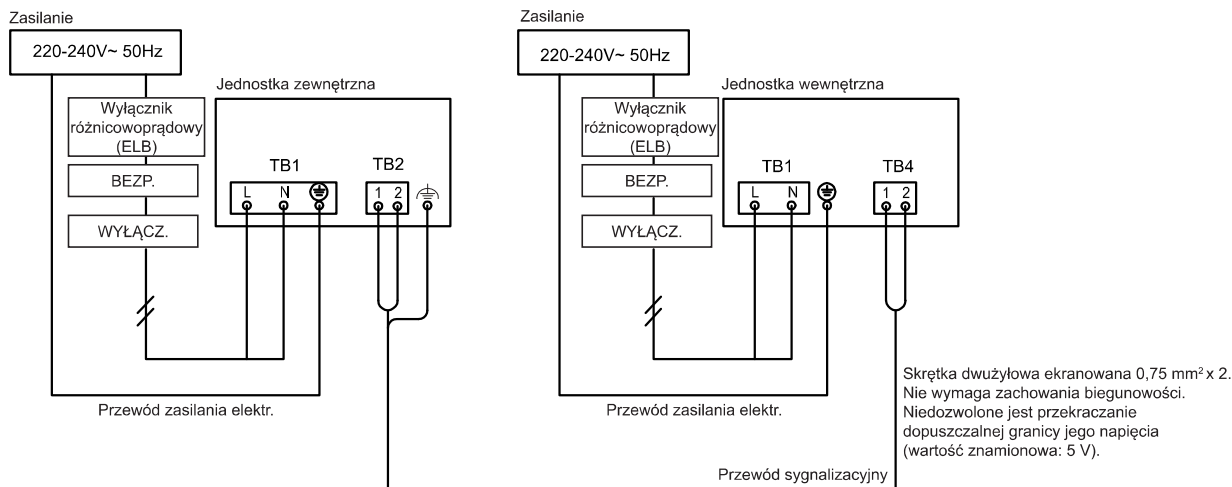 Zasilanie
220-240V~ 50Hz
Jednostka zewnętrzna
Wyłącznik
różnicowoprądowy
(ELB)
BEZP.
WYŁĄCZ.
TB1
TB2
L N
1 2
Przewód zasilania elektr.
Zasilanie
220-240V~ 50Hz
Jednostka wewnętrzna
Wyłącznik
różnicowoprądowy
(ELB)
BEZP.
WYŁĄCZ.
TB1
TB4
L N
1 2
Przewód zasilania elektr.
Skrętka dwużyłowa ekranowana 0,75 mm² x 2.
Nie wymaga zachowania biegunowości.
Niedozwolone jest przekraczanie
dopuszczalnej granicy jego napięcia
(wartość znamionowa: 5 V).
Przewód sygnalizacyjny